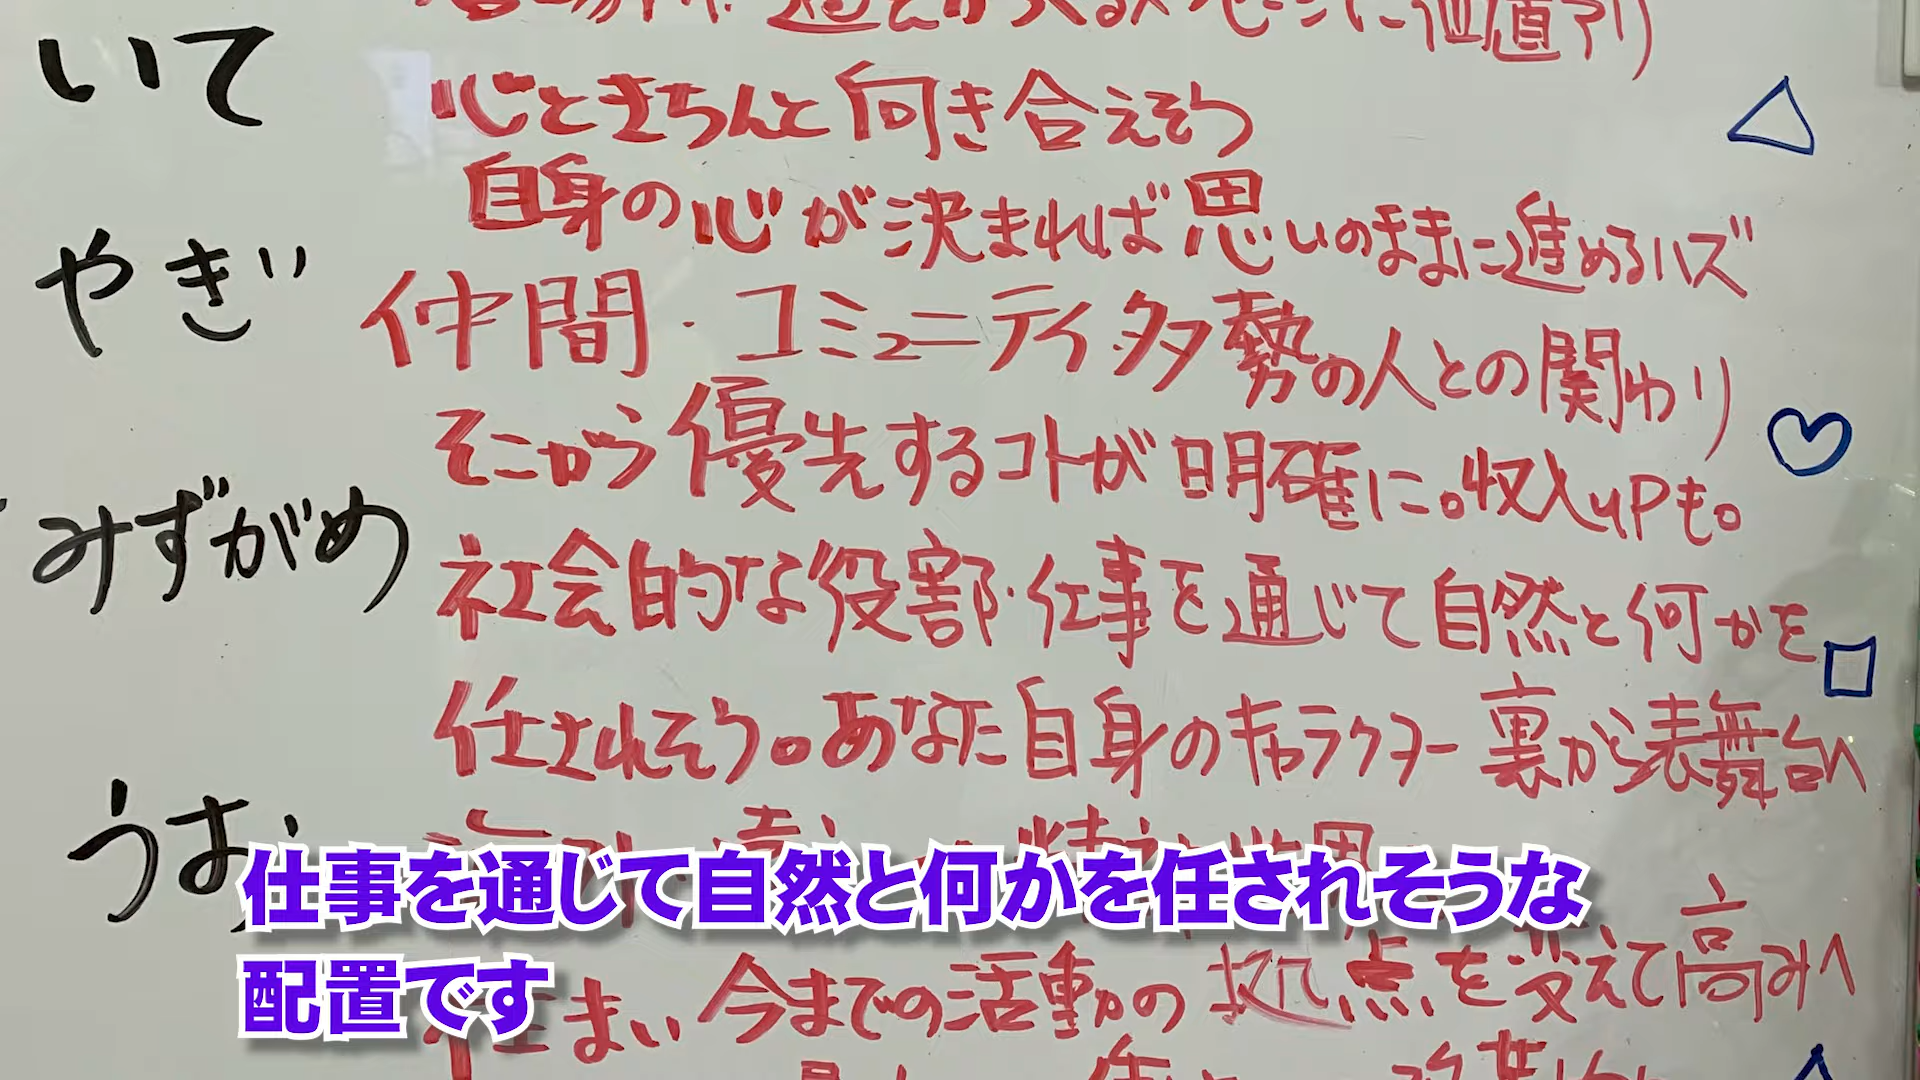 いて
心ときちんと向き合えそう
自身の心が決まれば思いのままに進めるハズ
やぎ
仲間・コミュニティ多勢の人との関わり
そこから優先するコトが明確に。収入upも。
みずがめ
社会的な役割・仕事を通じて自然と何かを
任されそう。あなた自身のキャラクター裏から表舞台へ
うお
仕事を通じて自然と何かを任されそうな
配置です
住まい今までの活動の拠点を変えて高みへ